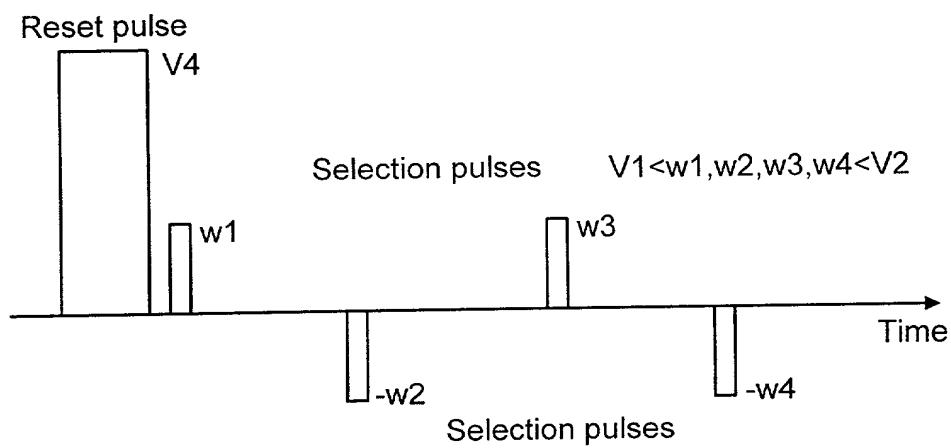 Reset pulse
V4
Selection pulses
V1<w1,w2,w3,w4<V2
w1
w3
Time
-w2
-w4
Selection pulses